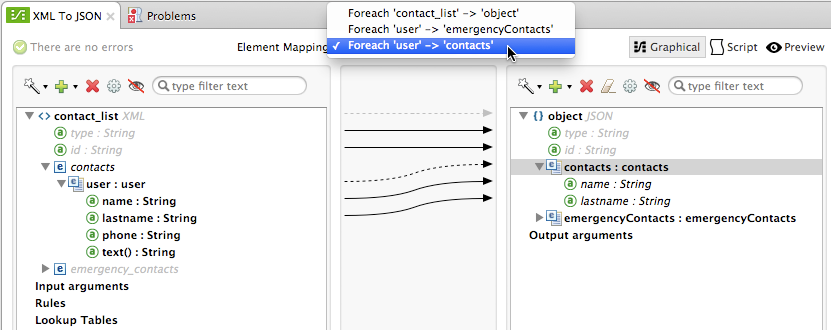 XML To JSON
Problems
Foreach 'contact_list' -> 'object'
Foreach 'user' -> 'emergencyContacts'
✓ Foreach 'user' -> 'contacts'
There are no errors
Element Mapping
Graphical
Script
Preview
type filter text
type filter text
contact_list XML
a type : String
a id : String
e contacts
user : user
a name : String
a lastname : String
a phone : String
a text() : String
e emergency_contacts
Input arguments
Rules
Lookup Tables
{} object JSON
a type : String
a id : String
contacts : contacts
a name : String
a lastname : String
emergencyContacts : emergencyContacts
Output arguments